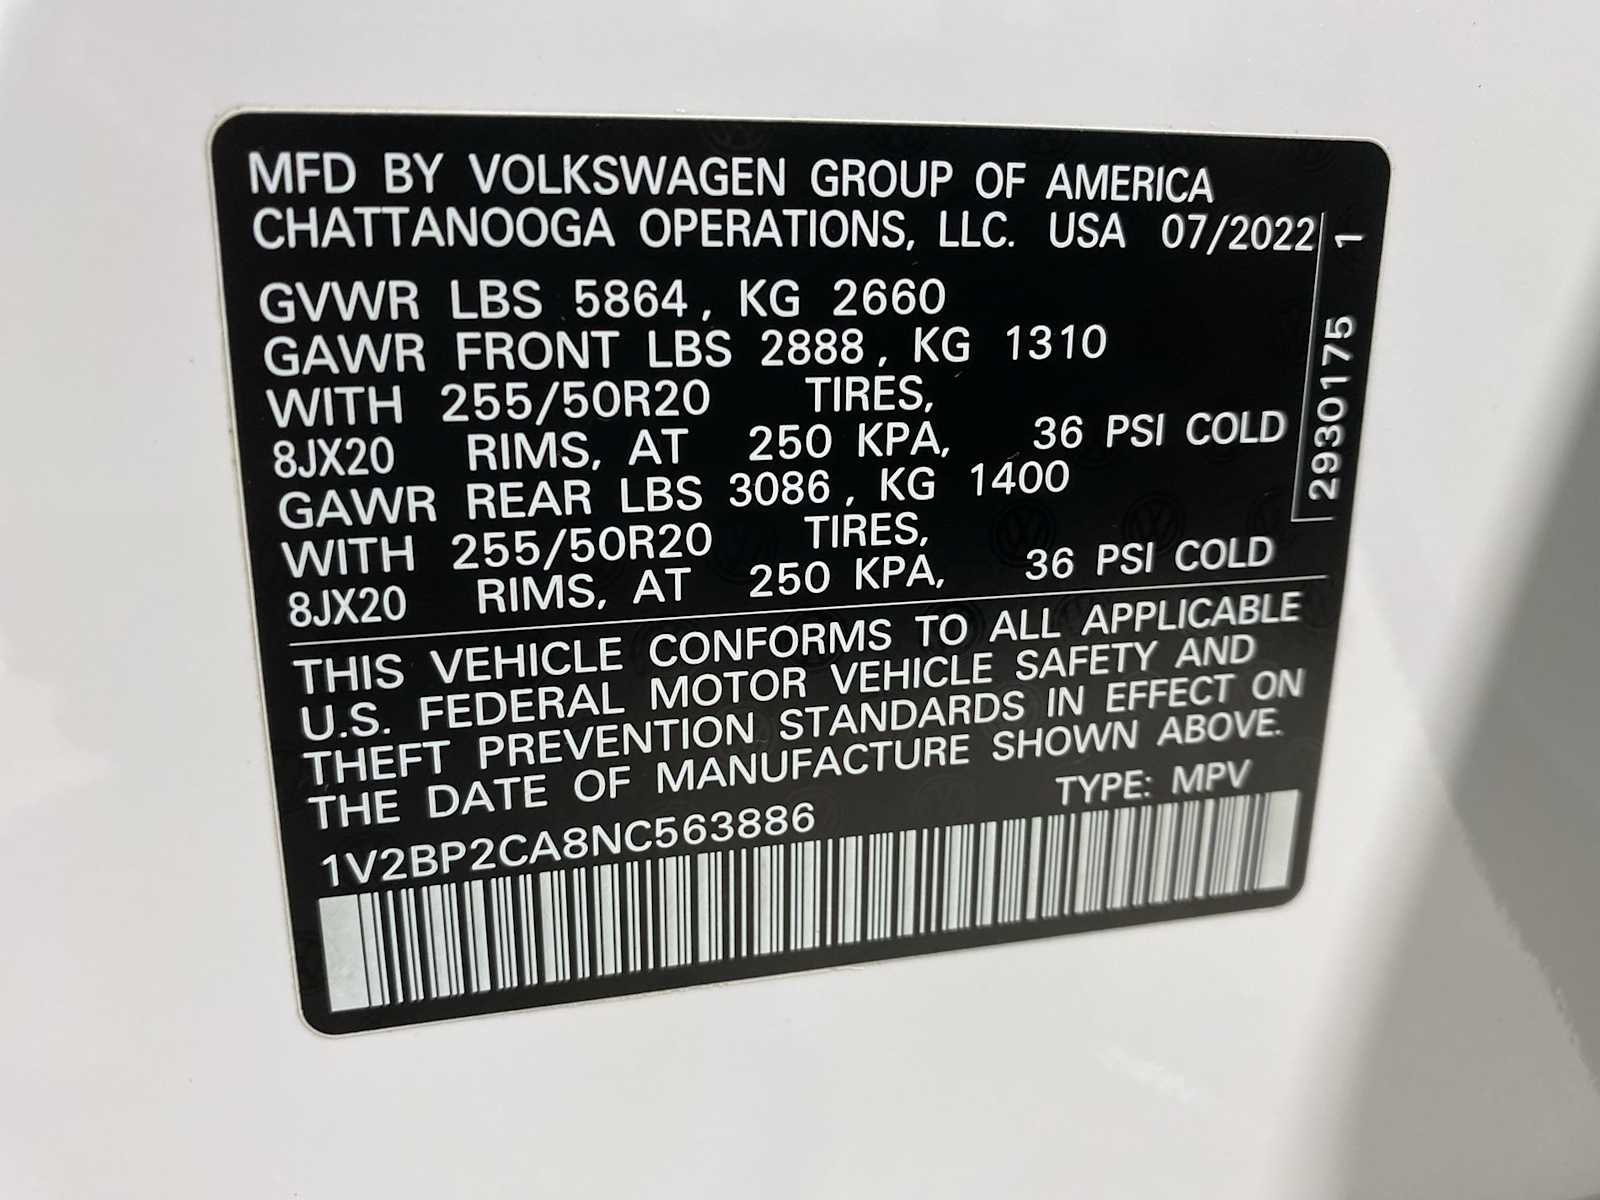 MFD BY VOLKSWAGEN GROUP OF AMERICA
CHATTANOOGA OPERATIONS, LLC. USA 07/2022
GVWR LBS 5864, KG 2660
GAWR FRONT LBS 2888, KG 1310
WITH 255/50R20 TIRES,
8JX20 RIMS, AT 250 KPA, 36 PSI COLD
GAWR REAR LBS 3086, KG 1400
WITH 255/50R20 TIRES,
8JX20 RIMS, AT 250 KPA, 36 PSI COLD
THIS VEHICLE CONFORMS TO ALL APPLICABLE
U.S. FEDERAL MOTOR VEHICLE SAFETY AND
THEFT PREVENTION STANDARDS IN EFFECT ON
THE DATE OF MANUFACTURE SHOWN ABOVE.
1V2BP2CA8NC563886 TYPE: MPV
2930175 1